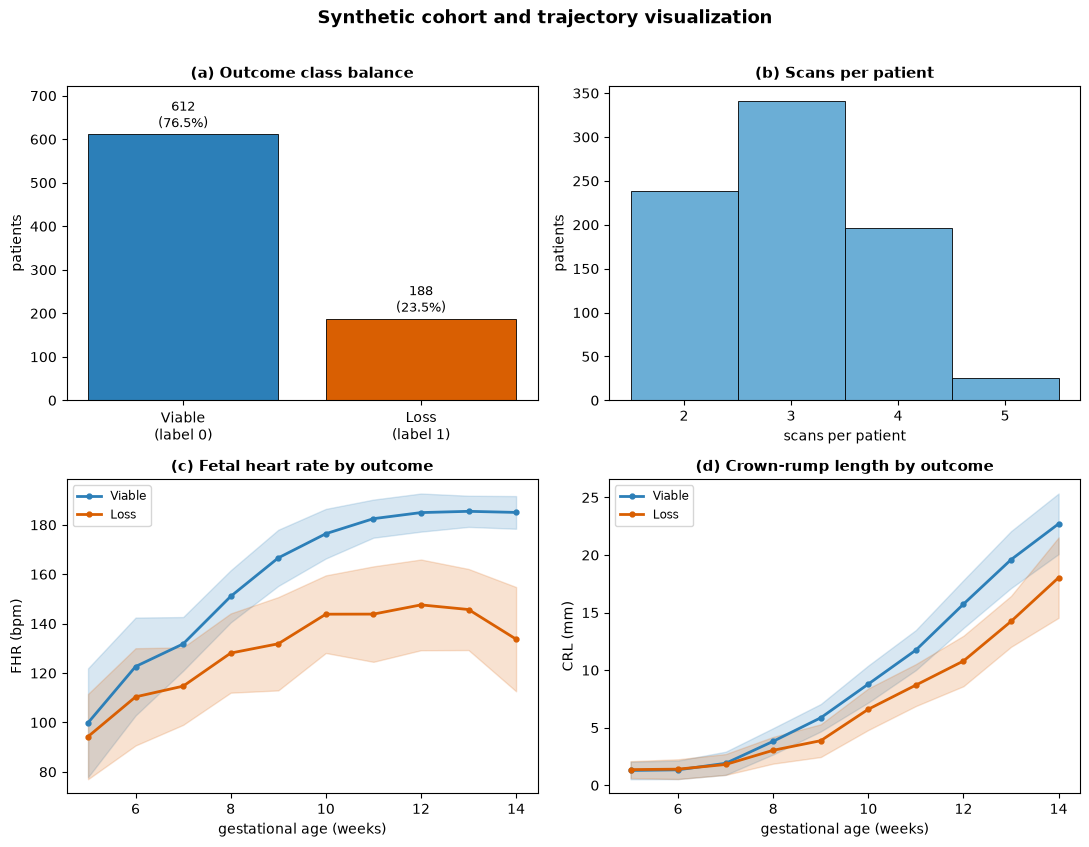 Synthetic cohort and trajectory visualization
(a) Outcome class balance
700
600
500
400
300
200
100
0
patients
612
(76.5%)
188
(23.5%)
Viable
(label 0)
Loss
(label 1)
(b) Scans per patient
350
300
250
200
150
100
50
0
patients
2 3 4 5
scans per patient
(c) Fetal heart rate by outcome
Viable
Loss
180
160
140
120
100
80
FHR (bpm)
6 8 10 12 14
gestational age (weeks)
(d) Crown-rump length by outcome
Viable
Loss
25
20
15
10
5
0
CRL (mm)
6 8 10 12 14
gestational age (weeks)